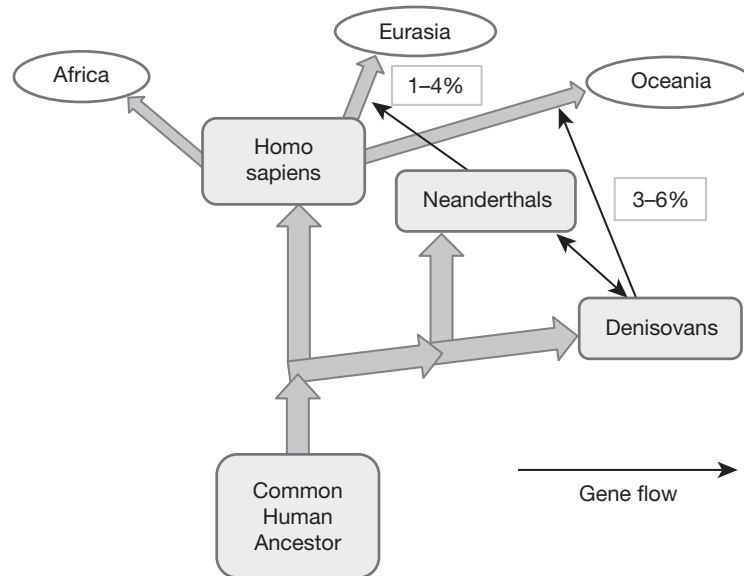 Eurasia
Africa
1–4%
Oceania
Homo
sapiens
Neanderthals
3–6%
Denisovans
Common
Human
Ancestor
Gene flow